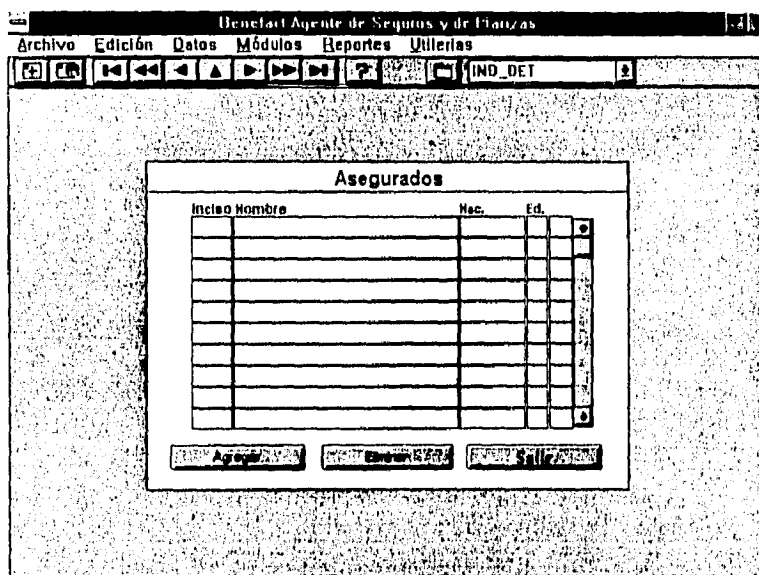 Benefact Agente de Seguros y de Fianzas
Archivo Edición Datos Módulos Reportes Utilerías
IND_DET
Asegurados
Inciso Nombre Nac. Ed.
Agregar Eliminar Salir